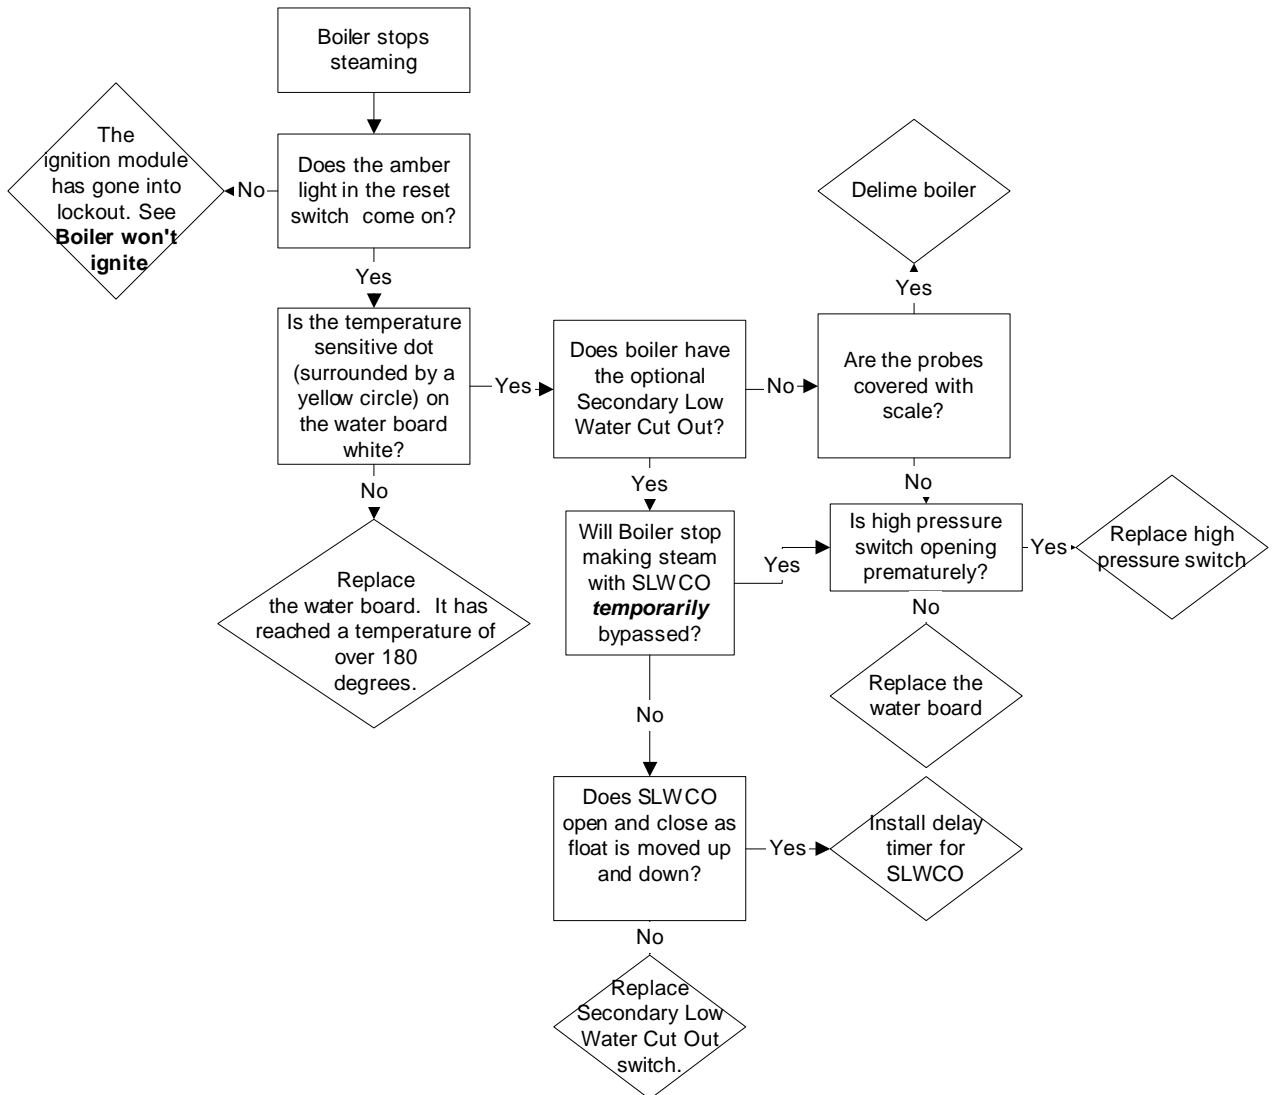 Boiler stops
steaming
The
ignition module
has gone into
lockout. See
Boiler won't
ignite
No
Does the amber
light in the reset
switch come on?
Delime boiler
Yes
Yes
Is the temperature
sensitive dot
(surrounded by a
yellow circle) on
the water board
white?
Yes
Does boiler have
the optional
Secondary Low
Water Cut Out?
No
Are the probes
covered with
scale?
No
Yes
No
Replace
the water board. It has
reached a temperature of
over 180
degrees.
Will Boiler stop
making steam
with SLWCO
temporarily
bypassed?
Yes
Is high pressure
switch opening
prematurely?
Yes
Replace high
pressure switch
No
Replace the
water board
No
Does SLWCO
open and close as
float is moved up
and down?
Yes
Install delay
timer for
SLWCO
No
Replace
Secondary Low
Water Cut Out
switch.